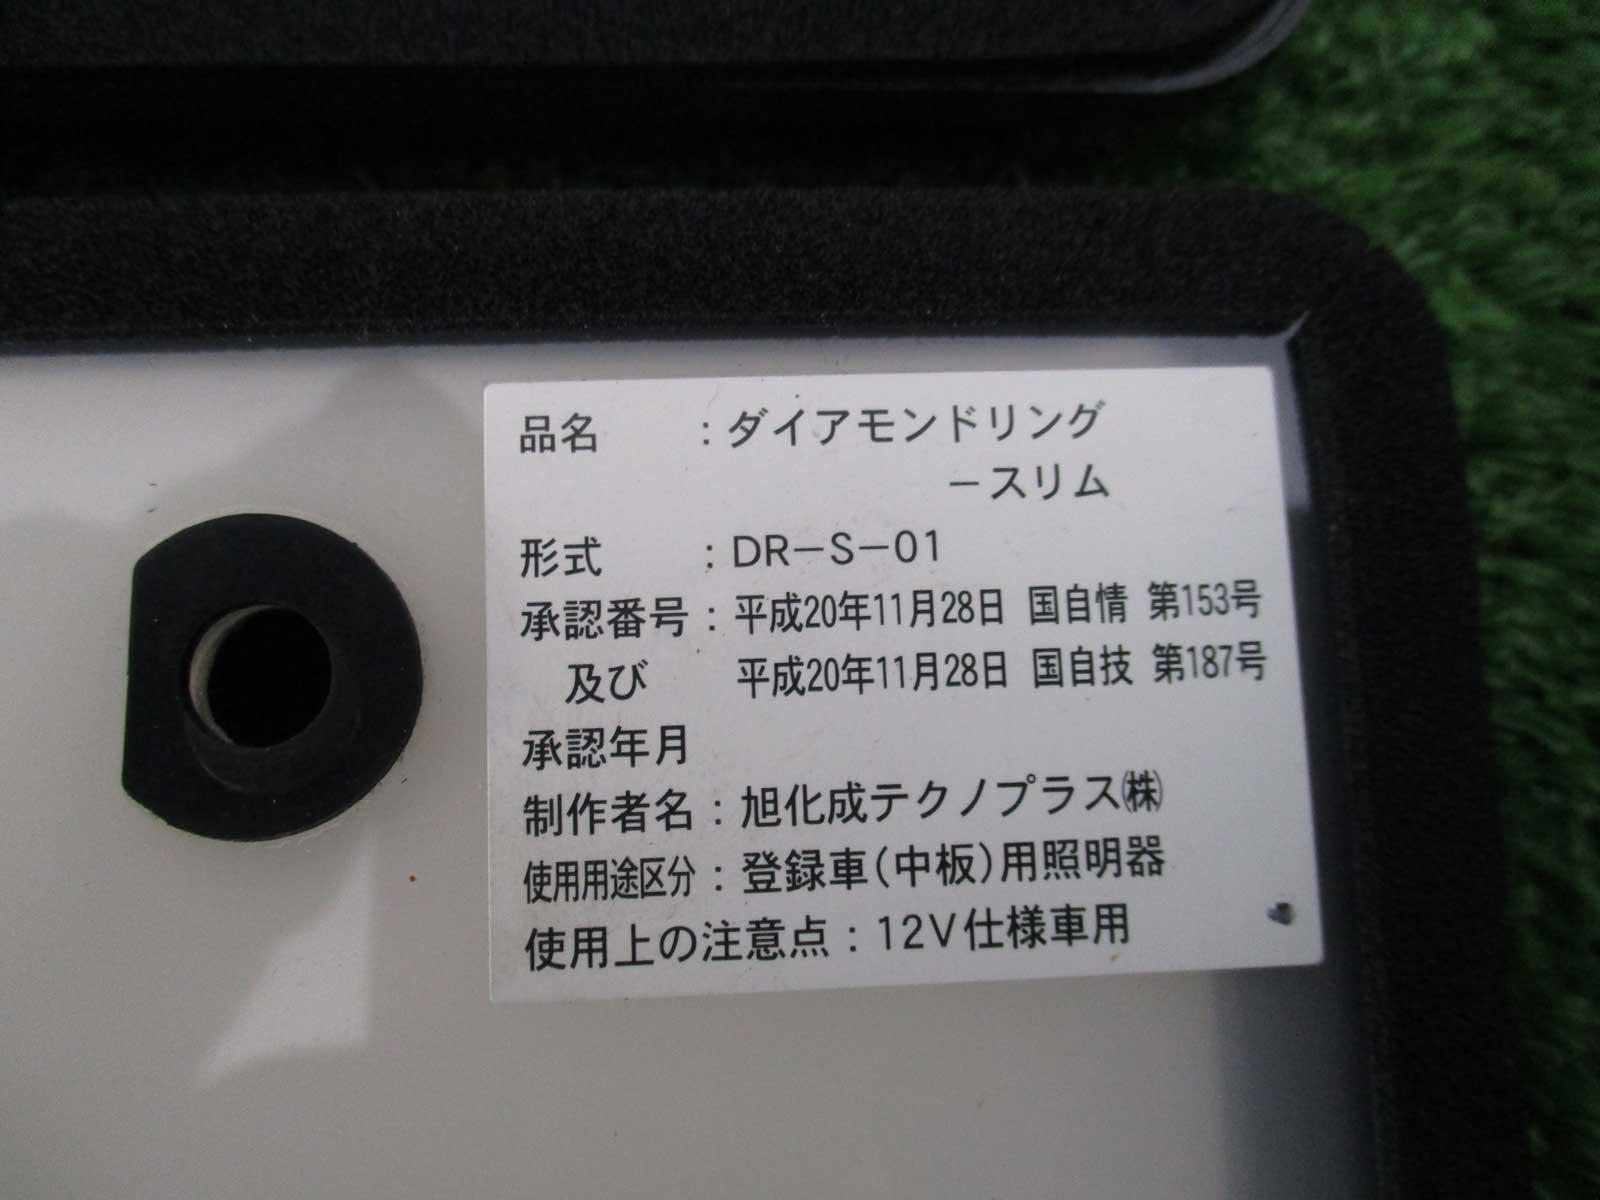 品名　　：ダイアモンドリング
－スリム
形式　　：DR－S－01
承認番号：平成20年11月28日 国自情 第153号
及び　　平成20年11月28日 国自技 第187号
承認年月
制作者名：旭化成テクノプラス㈱
使用用途区分：登録車(中板)用照明器
使用上の注意点：12V仕様車用